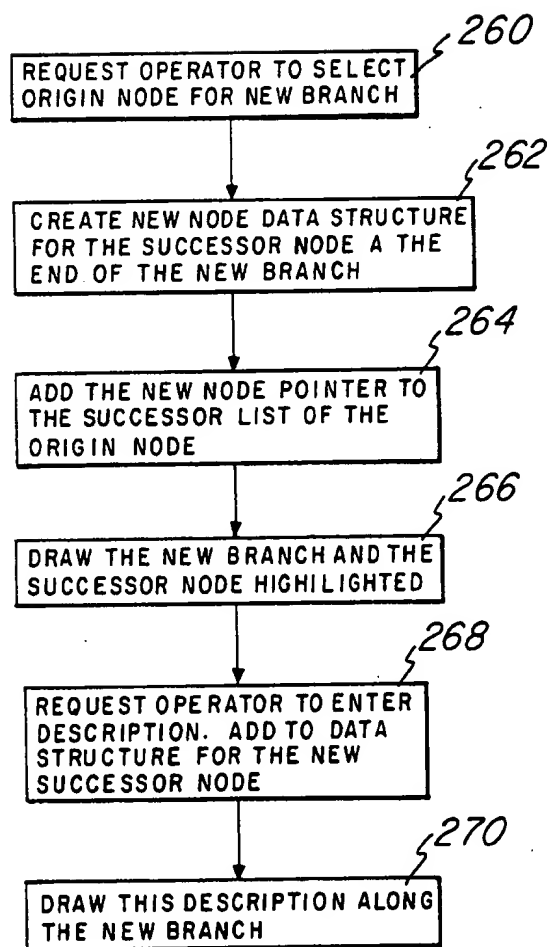 260
REQUEST OPERATOR TO SELECT
ORIGIN NODE FOR NEW BRANCH
262
CREATE NEW NODE DATA STRUCTURE
FOR THE SUCCESSOR NODE A THE
END OF THE NEW BRANCH
264
ADD THE NEW NODE POINTER TO
THE SUCCESSOR LIST OF THE
ORIGIN NODE
266
DRAW THE NEW BRANCH AND THE
SUCCESSOR NODE HIGHILIGHTED
268
REQUEST OPERATOR TO ENTER
DESCRIPTION. ADD TO DATA
STRUCTURE FOR THE NEW
SUCCESSOR NODE
270
DRAW THIS DESCRIPTION ALONG
THE NEW BRANCH